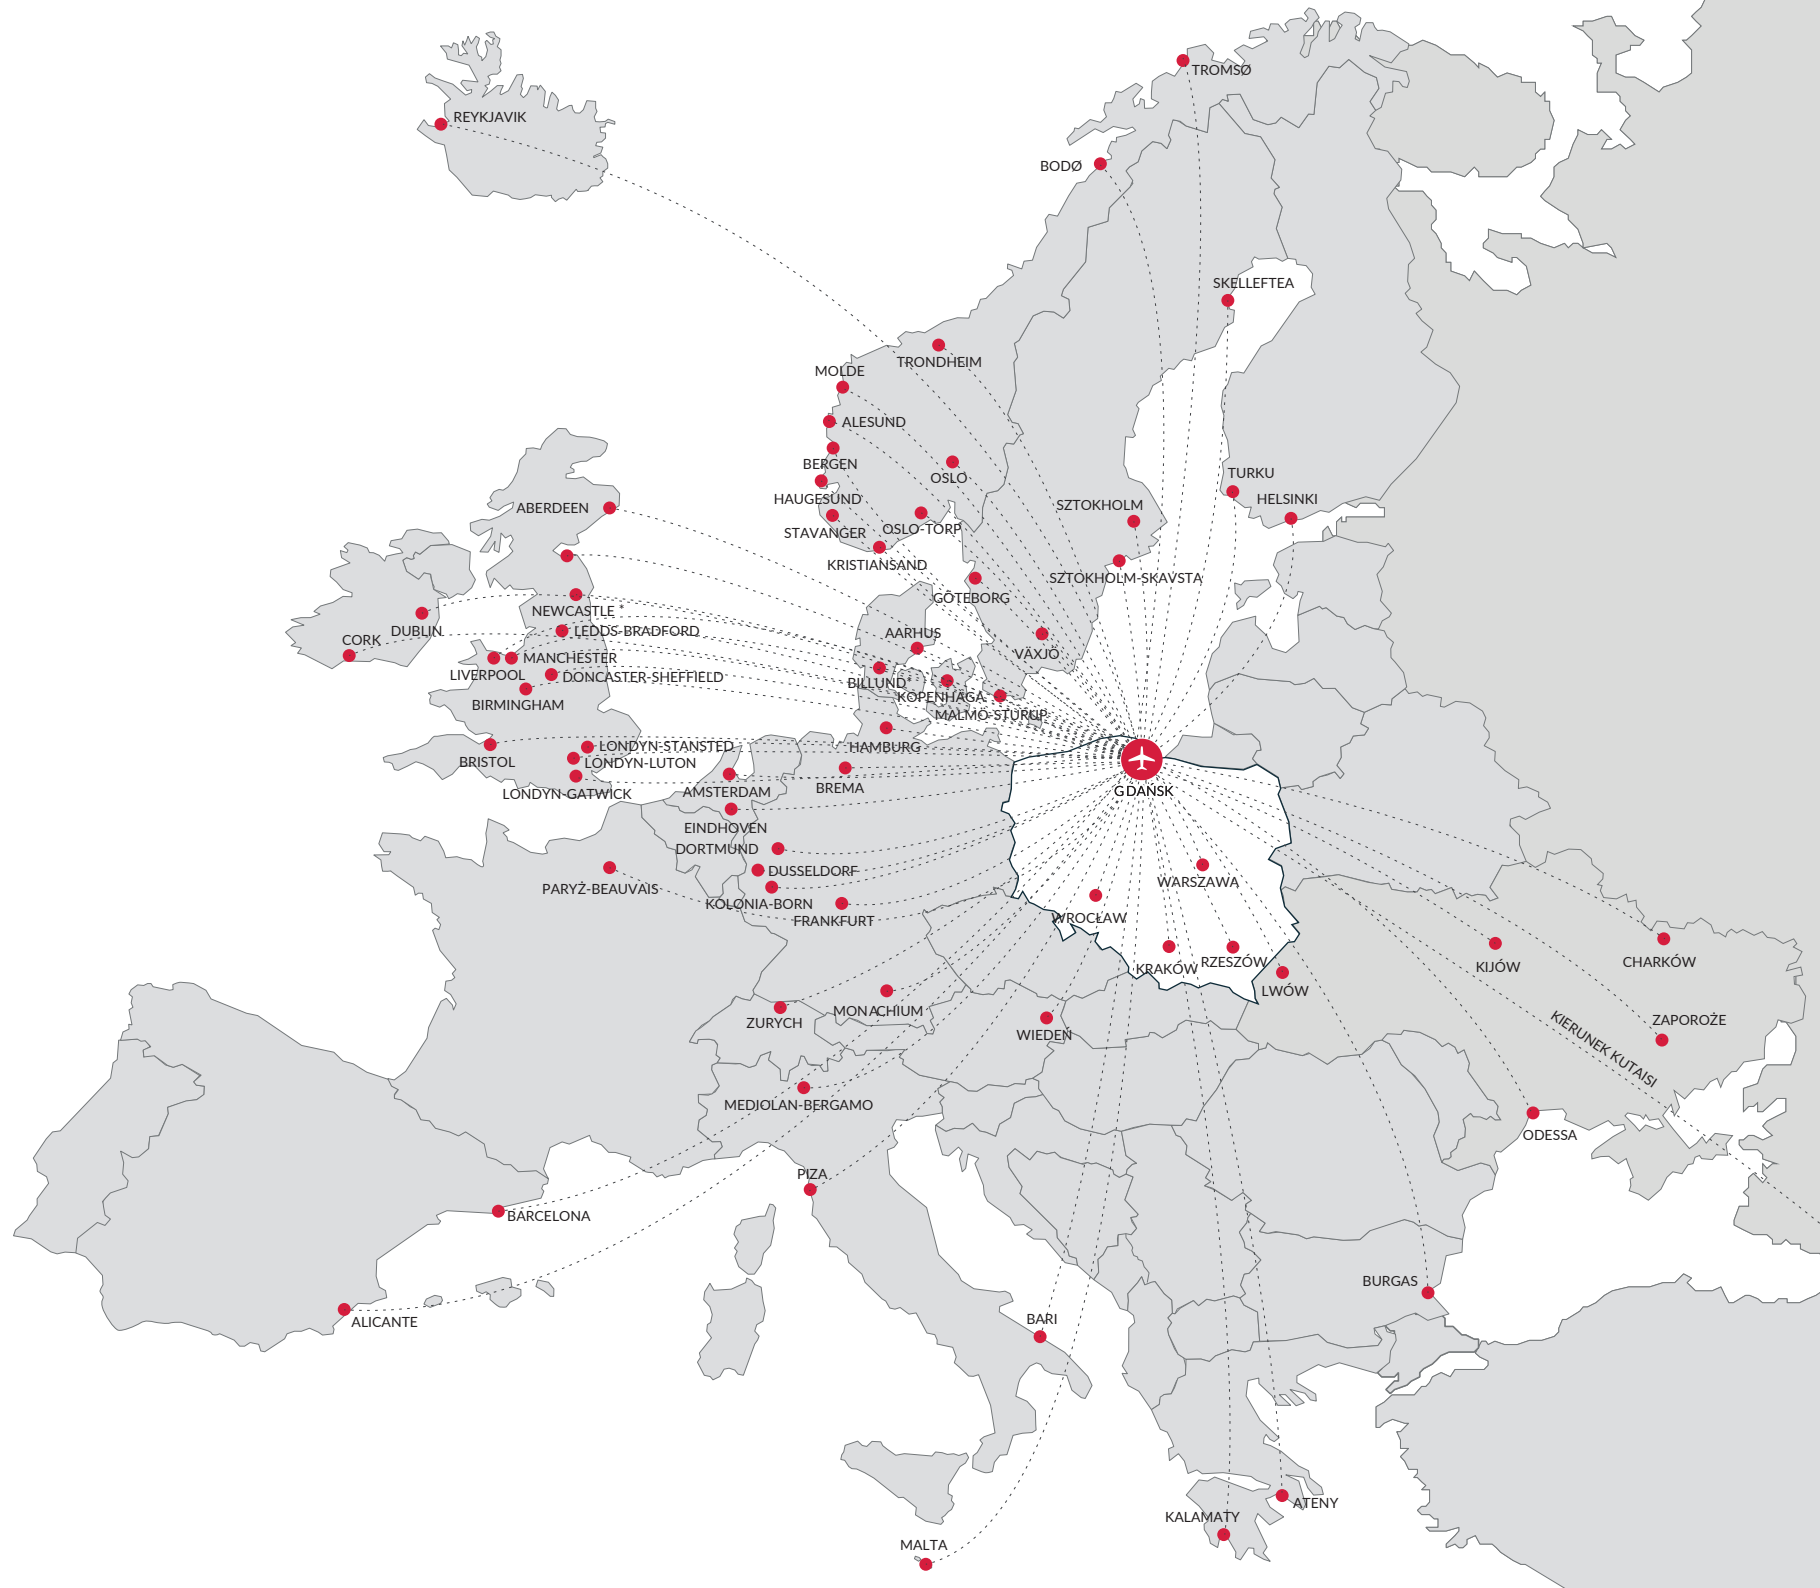 TROMSØ
REYKJAVIK
BODØ
SKELLEFTEA
TRONDHEIM
MOLDE
ALESUND
BERGEN
OSLO
TURKU
HAUGESUND
HELSINKI
SZTOKHOLM
ABERDEEN
STAVANGER
OSLO-TORP
KRISTIANSAND
SZTOKHOLM-SKAVSTA
GÖTEBORG
NEWCASTLE *
DUBLIN
LEDDS-BRADFORD
AARHUS
CORK
VÄXJÖ
MANCHESTER
LIVERPOOL
DONCASTER-SHEFFIELD
BILLUND*
KOPENHAGA
BIRMINGHAM
MALMÖ-STURUP
LONDYN-STANSTED
HAMBURG
BRISTOL
LONDYN-LUTON
LONDYN-GATWICK
AMSTERDAM
BREMA
GDAŃSK
EINDHOVEN
DORTMUND
DUSSELDORF
WARSZAWA
PARYŻ-BEAUVAIS
KOLONIA-BORN
FRANKFURT
WROCŁAW
KRAKÓW
RZESZÓW
KIJÓW
CHARKÓW
LWÓW
MONACHIUM
ZURYCH
WIEDEŃ
ZAPOROŻE
KIERUNEK KUTAISI
MEDIOLAN-BERGAMO
ODESSA
PIZA
BARCELONA
BURGAS
ALICANTE
BARI
ATENY
KALAMATY
MALTA